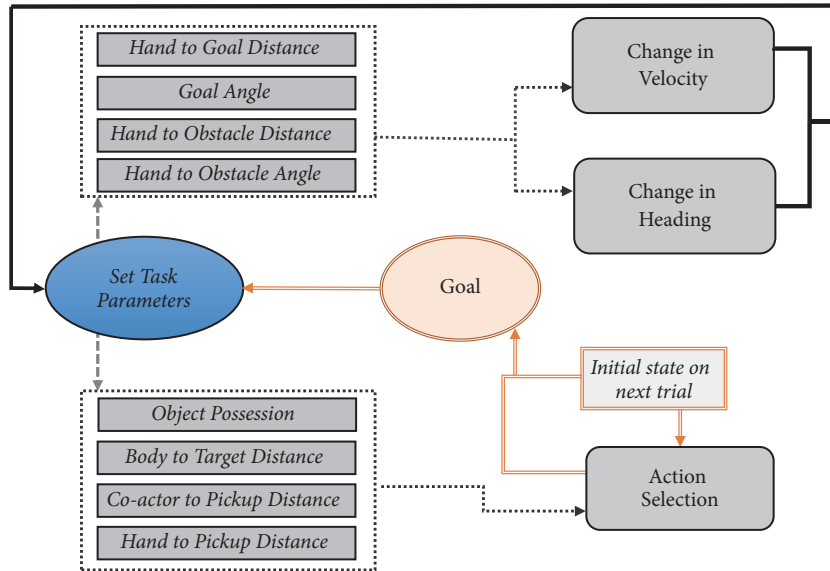 Hand to Goal Distance
Goal Angle
Hand to Obstacle Distance
Hand to Obstacle Angle
Change in
Velocity
Change in
Heading
Set Task
Parameters
Goal
Initial state on
next trial
Object Possession
Body to Target Distance
Co-actor to Pickup Distance
Hand to Pickup Distance
Action
Selection